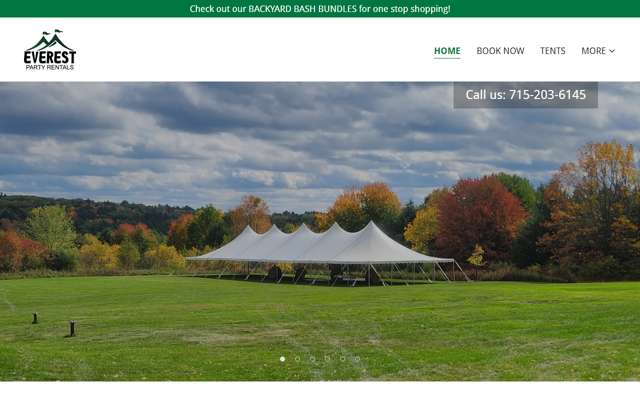 Check out our BACKYARD BASH BUNDLES for one stop shopping!
EVEREST
PARTY RENTALS
HOME
BOOK NOW
TENTS
MORE
Call us: 715-203-6145